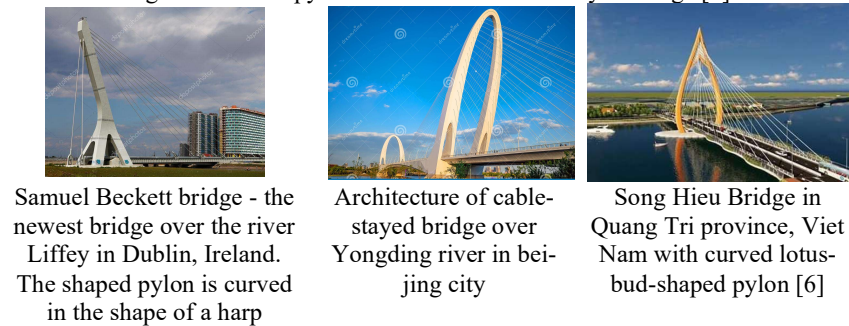 Samuel Beckett bridge - the
newest bridge over the river
Liffey in Dublin, Ireland.
The shaped pylon is curved
in the shape of a harp
Architecture of cable-
stayed bridge over
Yongding river in bei-
jing city
Song Hieu Bridge in
Quang Tri province, Viet
Nam with curved lotus-
bud-shaped pylon [6]